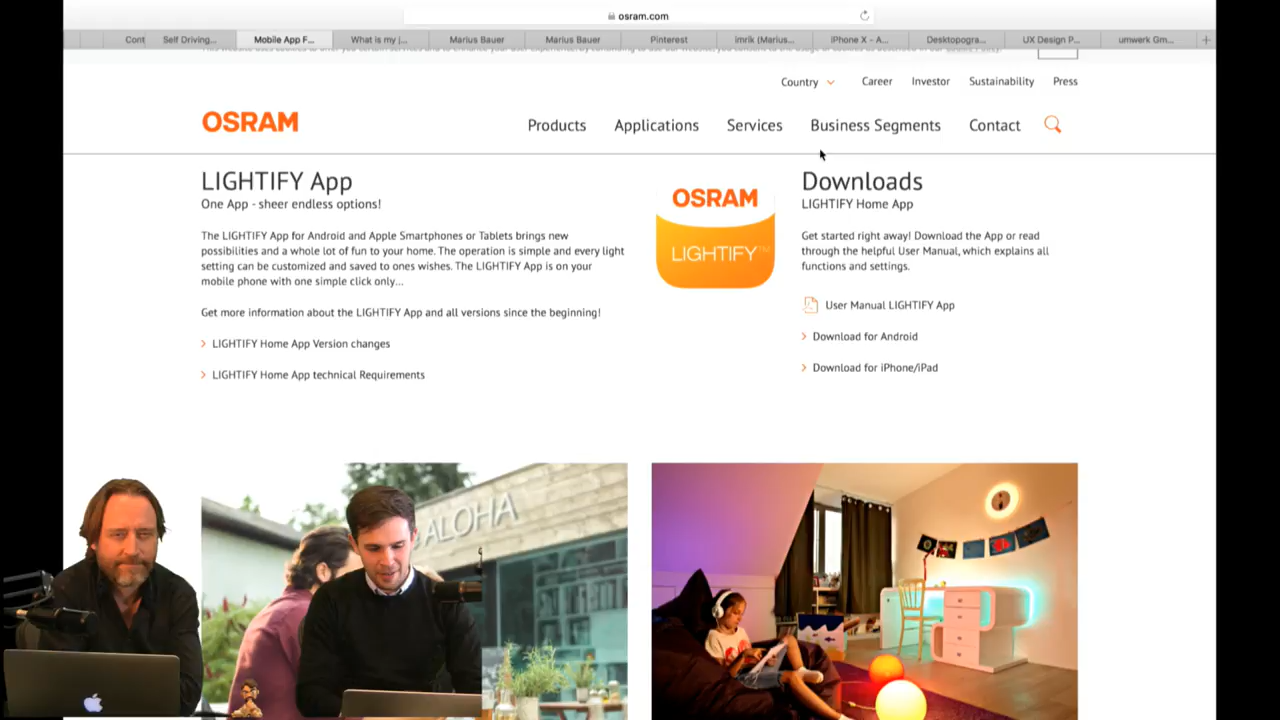 osram.com
Cont
Self Driving...
Mobile App F...
What is my |...
Marius Bauer
Marius Bauer
Pinterest
imrik (Marius...
iPhone X - A...
Desktopogra...
UX Design P...
umwerk Gm...
Country
Career
Investor
Sustainability
Press
OSRAM
Products
Applications
Services
Business Segments
Contact
LIGHTIFY App
One App - sheer endless options!
The LIGHTIFY App for Android and Apple Smartphones or Tablets brings new
possibilities and a whole lot of fun to your home. The operation is simple and every light
setting can be customized and saved to ones wishes. The LIGHTIFY App is on your
mobile phone with one simple click only...
Get more information about the LIGHTIFY App and all versions since the beginning!
LIGHTIFY Home App Version changes
LIGHTIFY Home App technical Requirements
OSRAM
LIGHTIFY™
Downloads
LIGHTIFY Home App
Get started right away! Download the App or read
through the helpful User Manual, which explains all
functions and settings.
User Manual LIGHTIFY App
Download for Android
Download for iPhone/iPad
ALOHA